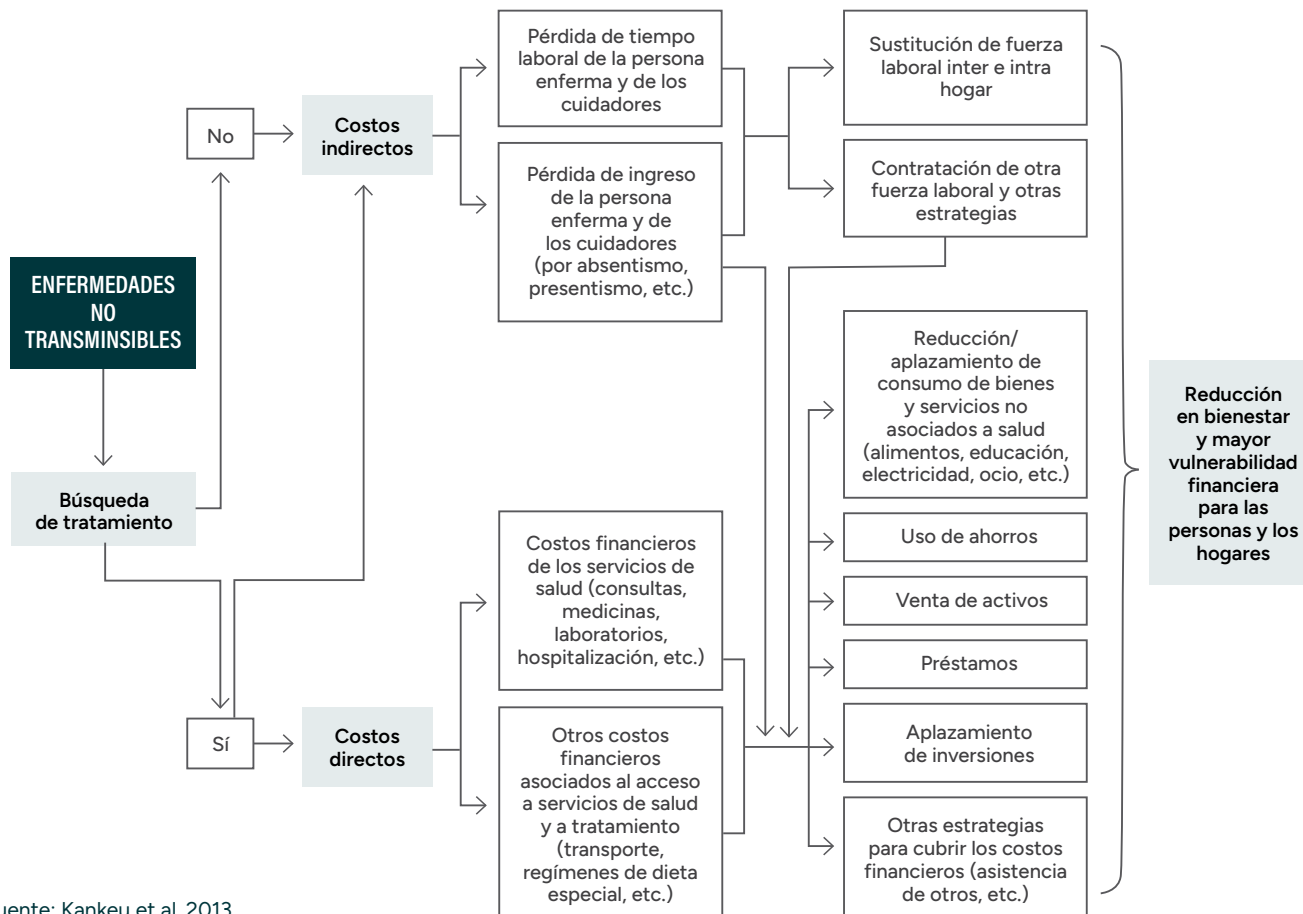 ENFERMEDADES
NO
TRANSMINSIBLES
Búsqueda
de tratamiento
No
Sí
Costos
indirectos
Costos
directos
Pérdida de tiempo
laboral de la persona
enferma y de los
cuidadores
Pérdida de ingreso
de la persona
enferma y de
los cuidadores
(por absentismo,
presentismo, etc.)
Costos financieros
de los servicios de
salud (consultas,
medicinas,
laboratorios,
hospitalización, etc.)
Otros costos
financieros
asociados al acceso
a servicios de salud
y a tratamiento
(transporte,
regímenes de dieta
especial, etc.)
Sustitución de fuerza
laboral inter e intra
hogar
Contratación de otra
fuerza laboral y otras
estrategias
Reducción/
aplazamiento de
consumo de bienes
y servicios no
asociados a salud
(alimentos, educación,
electricidad, ocio, etc.)
Uso de ahorros
Venta de activos
Préstamos
Aplazamiento
de inversiones
Otras estrategias
para cubrir los costos
financieros (asistencia
de otros, etc.)
Reducción
en bienestar
y mayor
vulnerabilidad
financiera
para las
personas y los
hogares
uente: Kankeu et al. 2013